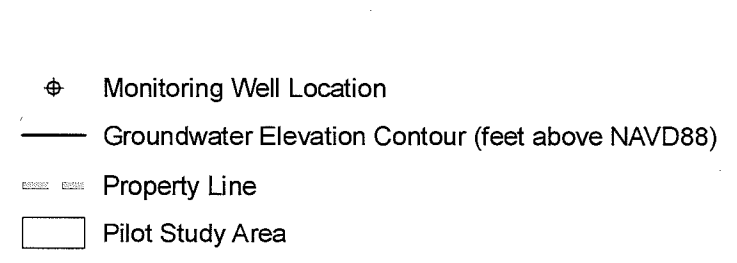 Monitoring Well Location
Groundwater Elevation Contour (feet above NAVD88)
Property Line
Pilot Study Area